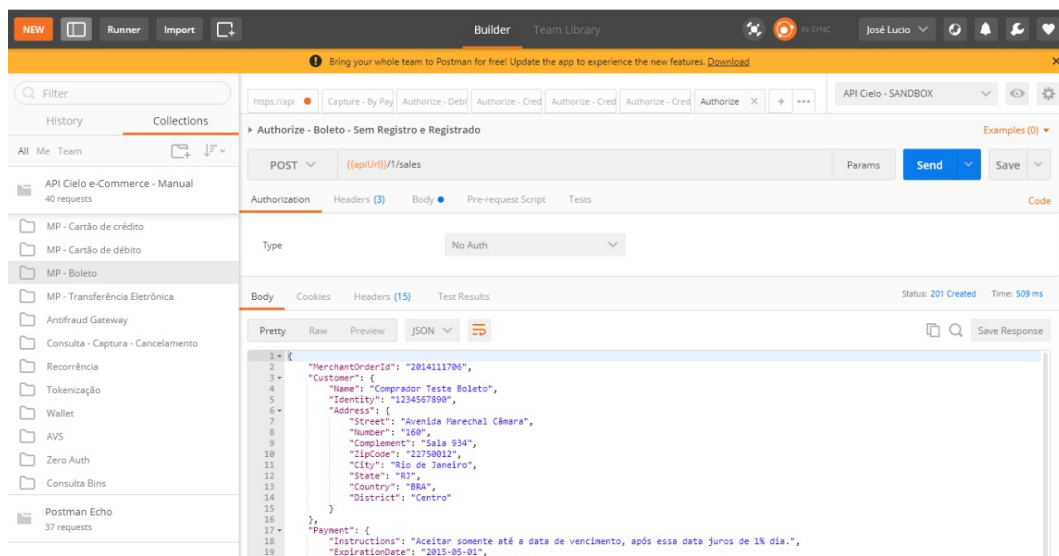 NEW Runner Import Builder Team Library IN SYNC José Lucio
Bring your whole team to Postman for free! Update the app to experience the new features. Download
Filter
History Collections
All Me Team
API Cielo e-Commerce - Manual
40 requests
MP - Cartão de crédito
MP - Cartão de débito
MP - Boleto
MP - Transferência Eletrônica
Antifraud Gateway
Consulta - Captura - Cancelamento
Recorrência
Tokenização
Wallet
AVS
Zero Auth
Consulta Bins
Postman Echo
37 requests
https://api Capture - By Pay Authorize - Debi Authorize - Cred Authorize - Cred Authorize - Cred Authorize API Cielo - SANDBOX
Authorize - Boleto - Sem Registro e Registrado Examples (0)
POST {{apiUrl}}/1/sales Params Send Save
Authorization Headers (3) Body Pre-request Script Tests Code
Type No Auth
Body Cookies Headers (15) Test Results Status: 201 Created Time: 509 ms
Pretty Raw Preview JSON Save Response
1 {
2 "MerchantOrderId": "2014111706",
3 "Customer": {
4 "Name": "Comprador Teste Boleto",
5 "Identity": "1234567890",
6 "Address": {
7 "Street": "Avenida Marechal Câmara",
8 "Number": "160",
9 "Complement": "Sala 934",
10 "ZipCode": "22750012",
11 "City": "Rio de Janeiro",
12 "State": "RJ",
13 "Country": "BRA",
14 "District": "Centro"
15 }
16 },
17 "Payment": {
18 "Instructions": "Aceitar somente até a data de vencimento, após essa data juros de 1% dia.",
19 "ExpirationDate": "2015-05-01",